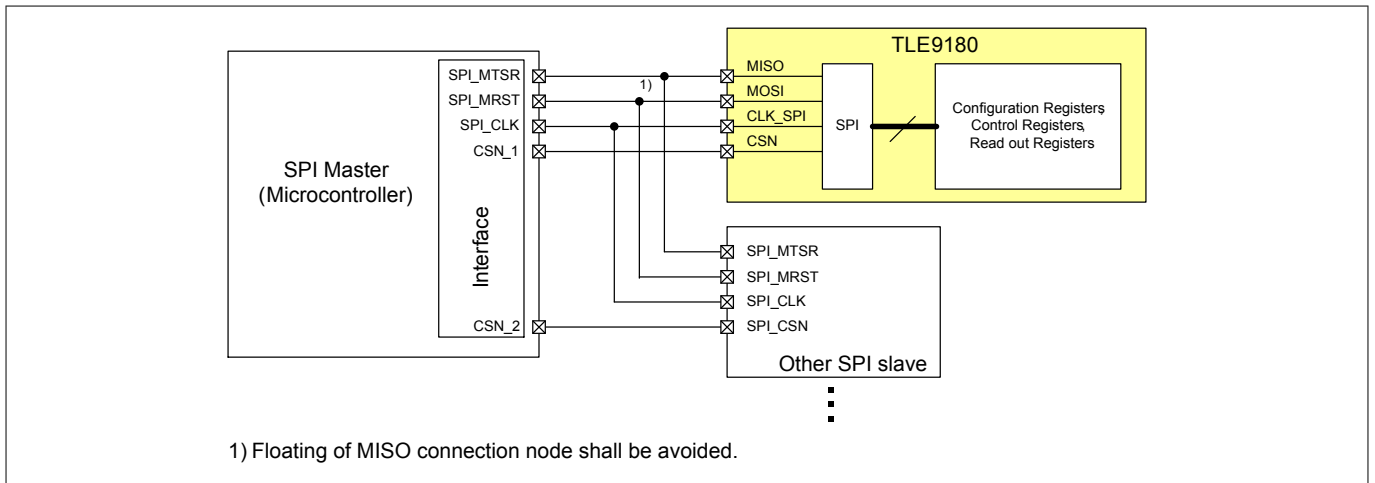 TLE9180
SPI_MTSR
SPI_MRST
SPI_CLK
CSN_1
SPI Master
(Microcontroller)
Interface
CSN_2
1)
MISO
MOSI
CLK_SPI
CSN
SPI
Configuration Registers,
Control Registers,
Read out Registers
SPI_MTSR
SPI_MRST
SPI_CLK
SPI_CSN
Other SPI slave
1) Floating of MISO connection node shall be avoided.